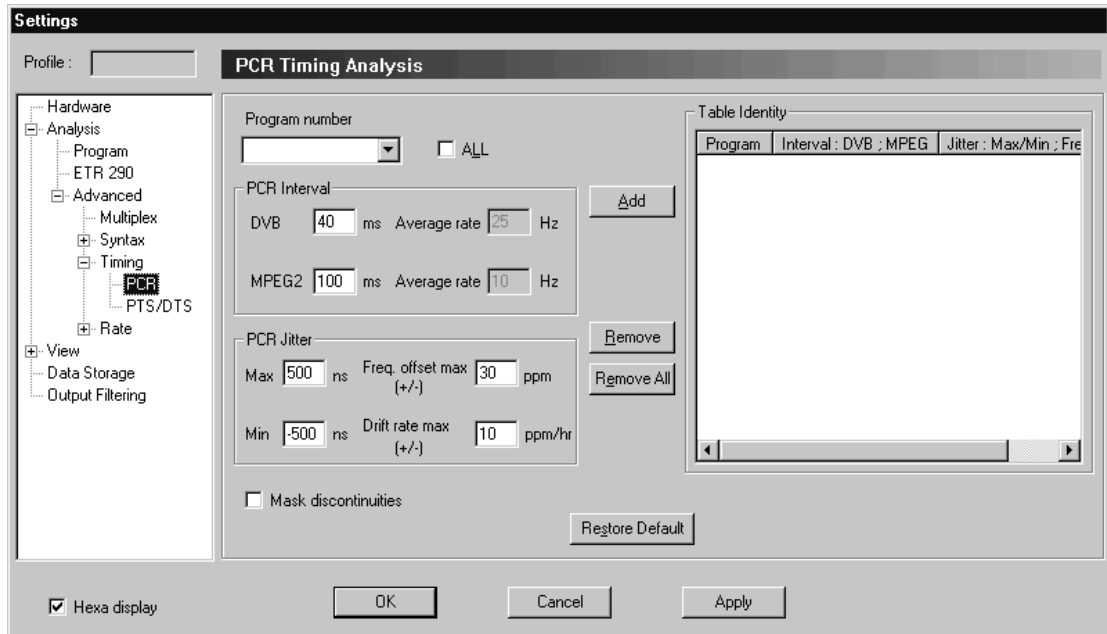 Settings
Profile :
PCR Timing Analysis
Hardware
Analysis
Program
ETR 290
Advanced
Multiplex
Syntax
Timing
PCR
PTS/DTS
Rate
View
Data Storage
Output Filtering
Program number
ALL
PCR Interval
DVB 40 ms Average rate 25 Hz
MPEG2 100 ms Average rate 10 Hz
PCR Jitter
Max 500 ns Freq. offset max (+/-) 30 ppm
Min -500 ns Drift rate max (+/-) 10 ppm/hr
Mask discontinuities
Add
Remove
Remove All
Restore Default
Table Identity
Program Interval : DVB ; MPEG Jitter : Max/Min ; Fre
Hexa display
OK
Cancel
Apply